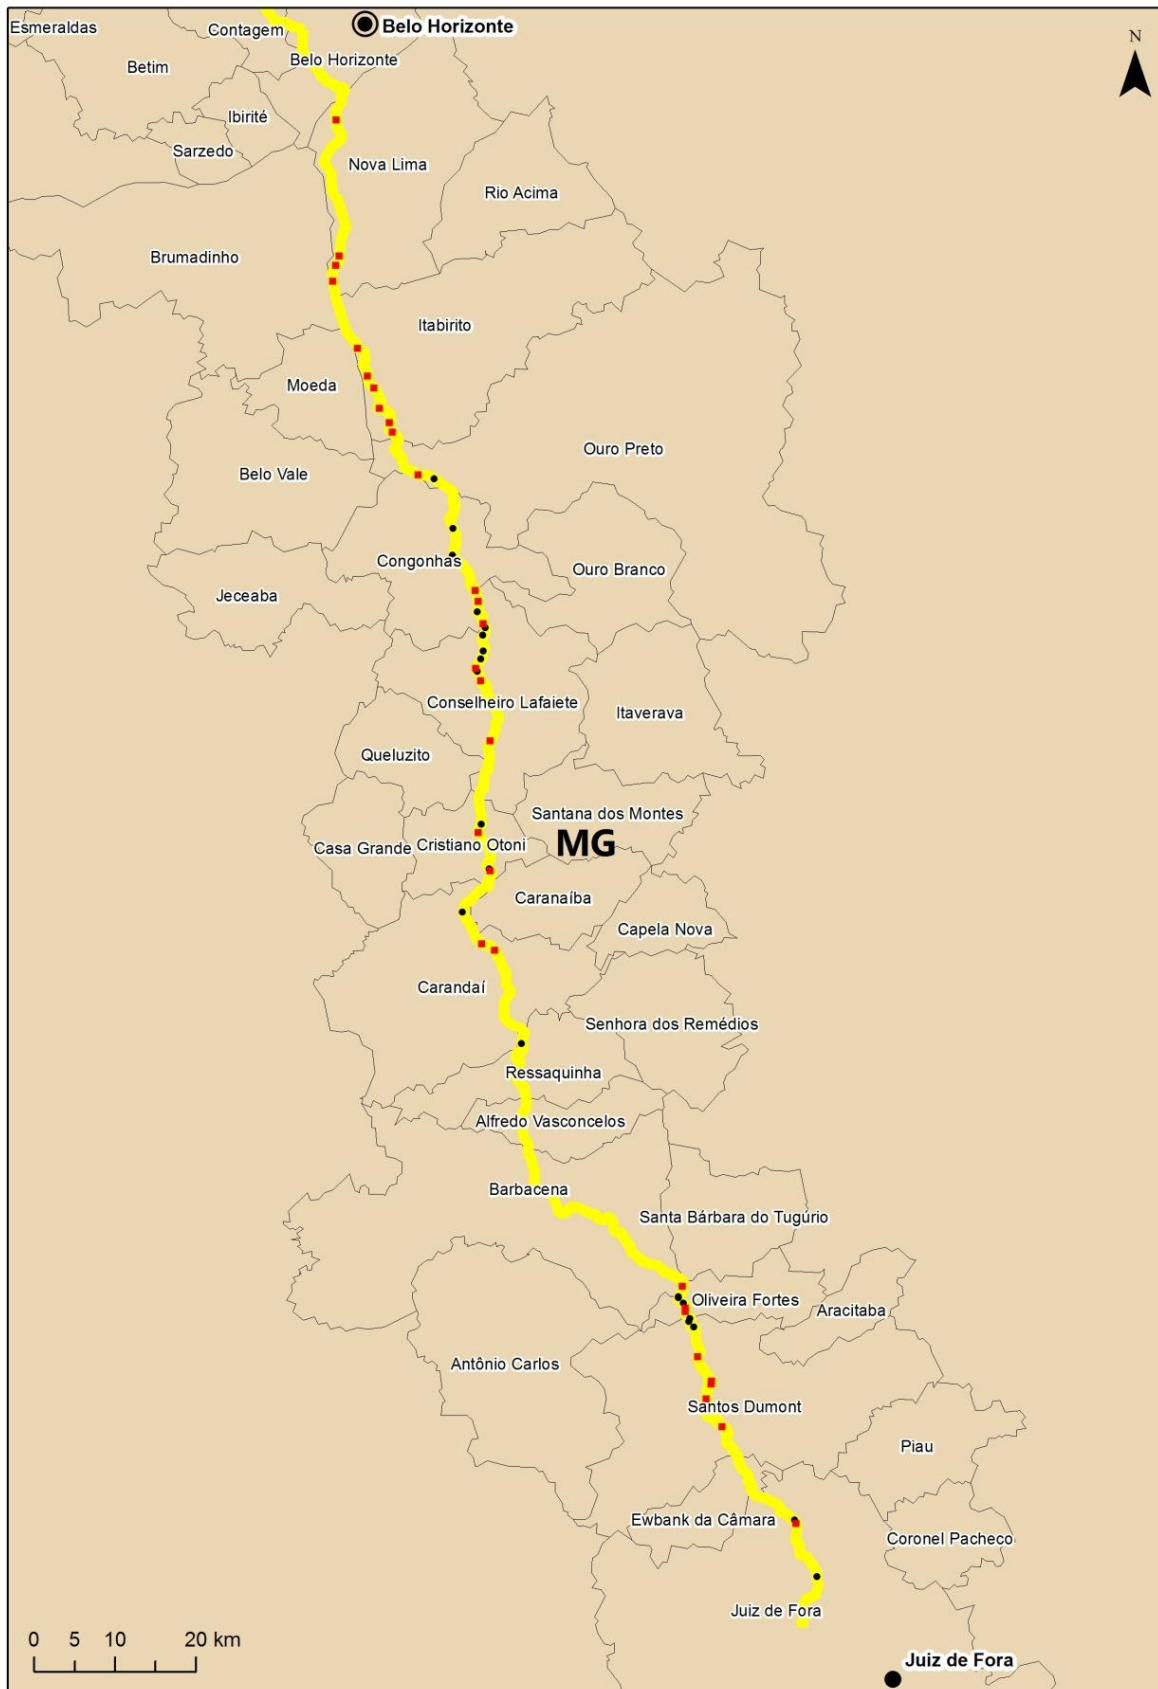 Esmeraldas
Contagem
Belo Horizonte
N
Betim
Belo Horizonte
Ibirité
Sarzedo
Nova Lima
Rio Acima
Brumadinho
Itabirito
Moeda
Ouro Preto
Belo Vale
Congonhas
Ouro Branco
Jeceaba
Conselheiro Lafaiete
Itaverava
Queluzito
Santana dos Montes
MG
Casa Grande
Cristiano Otoni
Caranaíba
Capela Nova
Carandaí
Senhora dos Remédios
Ressaquinha
Alfredo Vasconcelos
Barbacena
Santa Bárbara do Tugúrio
Oliveira Fortes
Aracitaba
Antônio Carlos
Santos Dumont
Piau
Ewbank da Câmara
Coronel Pacheco
Juiz de Fora
0 5 10 20 km
Juiz de Fora